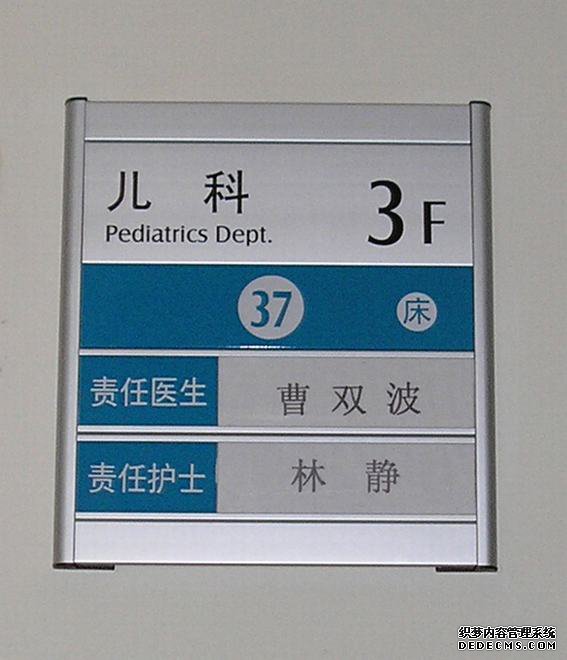 儿 科 3F
Pediatrics Dept.
37 床
责任医生 曹 双 波
责任护士 林 静
织梦内容管理系统
DEDECMS.COM